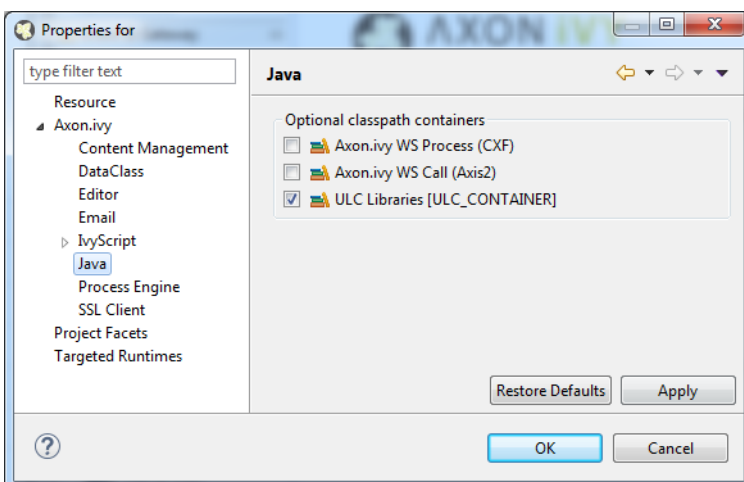 Properties for
AXON iVY
type filter text
Resource
Axon.ivy
Content Management
DataClass
Editor
Email
IvyScript
Java
Process Engine
SSL Client
Project Facets
Targeted Runtimes
Java
Optional classpath containers
Axon.ivy WS Process (CXF)
Axon.ivy WS Call (Axis2)
ULC Libraries [ULC_CONTAINER]
Restore Defaults
Apply
OK
Cancel